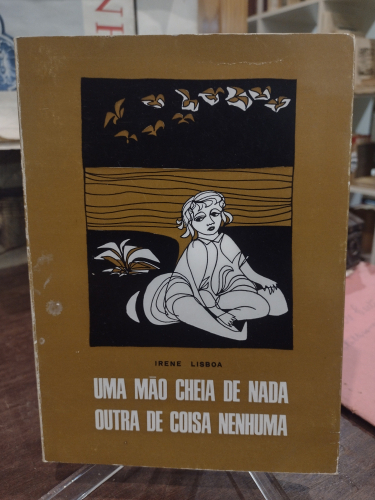 IRENE LISBOA
UMA MÃO CHEIA DE NADA
OUTRA DE COISA NENHUMA